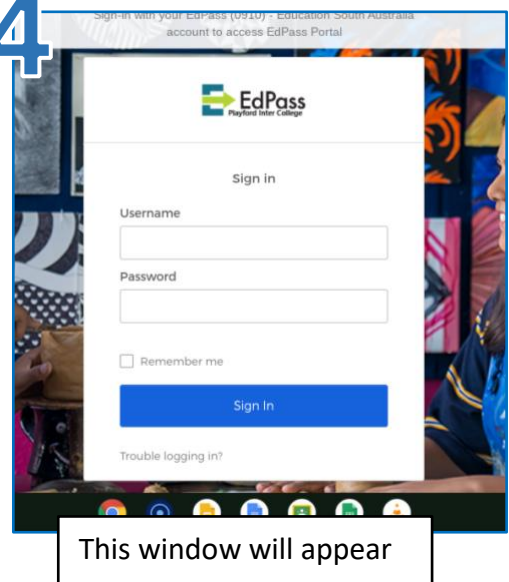 4
Sign-in with your EdPass (0910) - Education South Australia
account to access EdPass Portal
EdPass
Playford Inter College
Sign in
Username
Password
Remember me
Sign In
Trouble logging in?
This window will appear